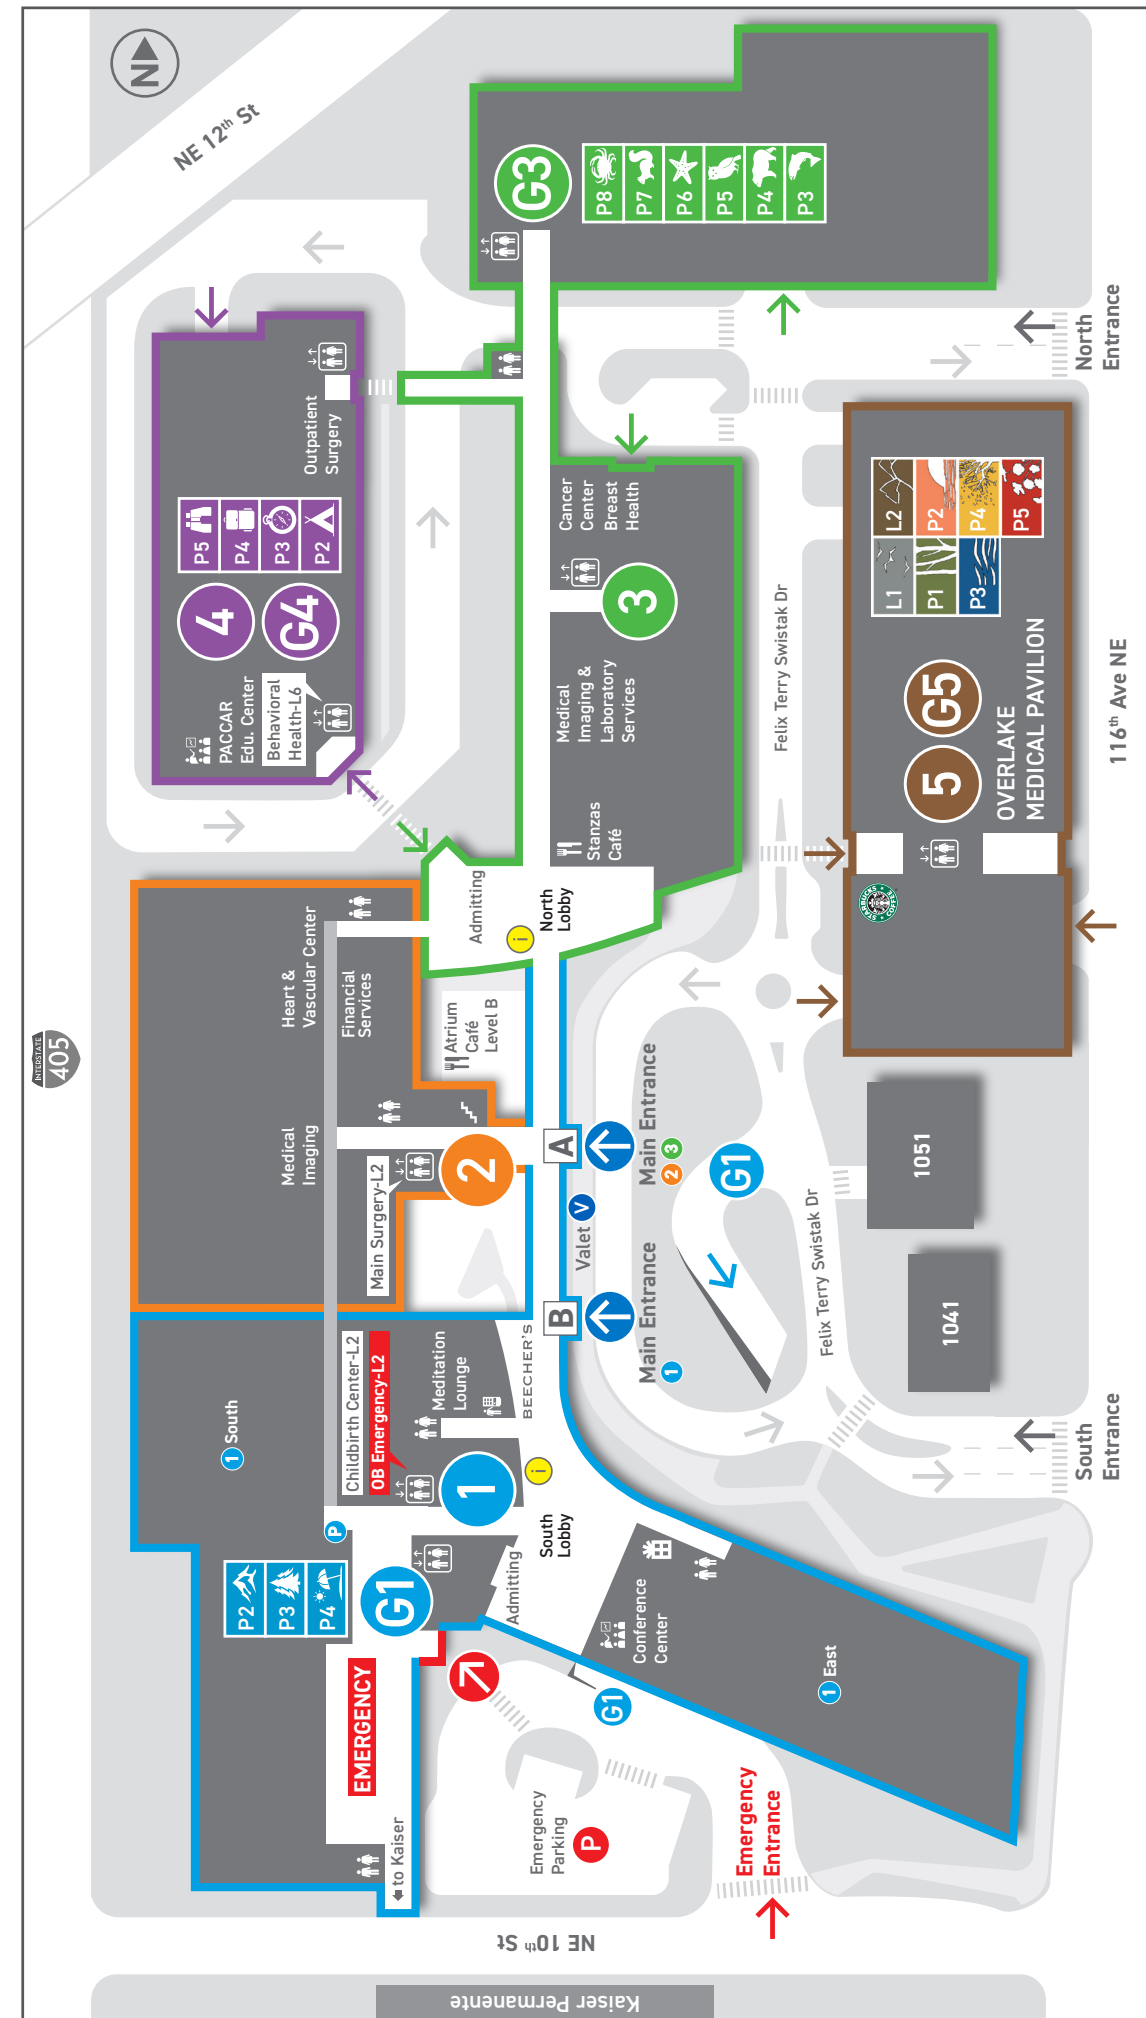 N
NE 12th St
G3
P8
P7
P6
P5
P4
P3
Outpatient
Surgery
P5
P4
P3
P2
4
G4
PACCAR
Edu. Center
Behavioral
Health-L6
Cancer
Center
Breast
Health
3
Medical
Imaging &
Laboratory
Services
Stanzas
Café
North
Entrance
Felix Terry Swistak Dr
L2
P2
P4
P5
L1
P1
P3
5
G5
OVERLAKE
MEDICAL PAVILION
STARBUCKS
COFFEE
116th Ave NE
Admitting
i
North
Lobby
Heart &
Vascular Center
Financial
Services
Atrium
Café
Level B
INTERSTATE
405
Medical
Imaging
Main Surgery-L2
2
A
Main Entrance
2 3
G1
Valet V
B
Main Entrance
1
Felix Terry Swistak Dr
1051
1041
South
Entrance
1 South
Childbirth Center-L2
OB Emergency-L2
Meditation
Lounge
BEECHER'S
1
i
South
Lobby
P
P2
P3
P4
G1
Admitting
Conference
Center
G1
1 East
EMERGENCY
to Kaiser
Emergency
Parking
P
Emergency
Entrance
NE 10th St
Kaiser Permanente